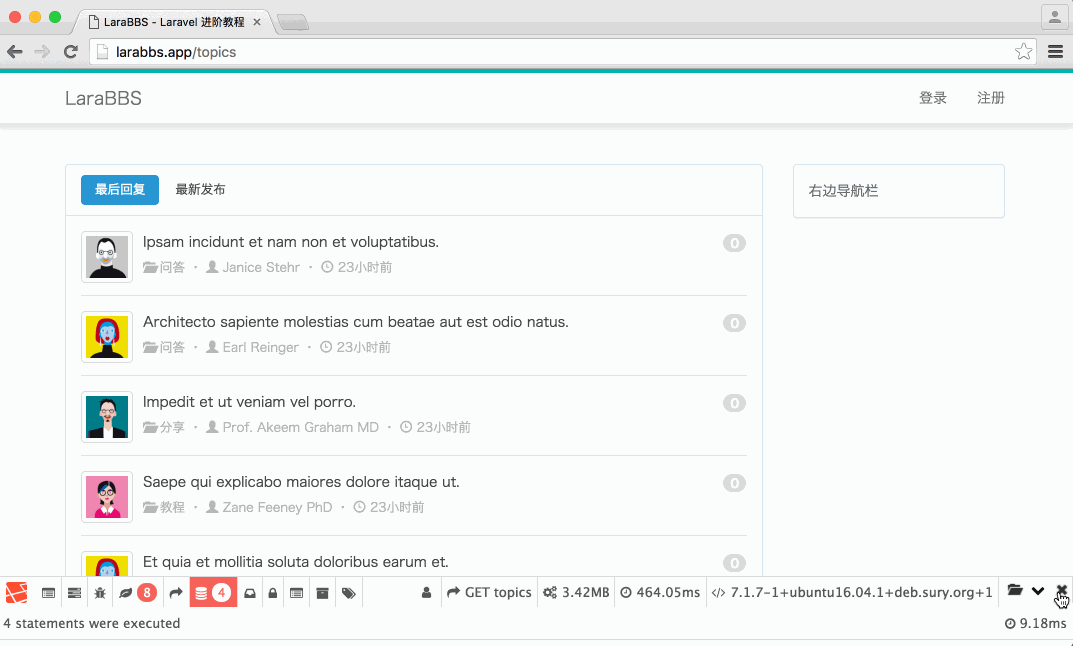 LaraBBS - Laravel 进阶教程
larabbs.app/topics
LaraBBS 登录 注册
最后回复 最新发布
右边导航栏
Ipsam incidunt et nam non et voluptatibus. 0
问答 · Janice Stehr · 23小时前
Architecto sapiente molestias cum beatae aut est odio natus. 0
问答 · Earl Reinger · 23小时前
Impedit et ut veniam vel porro. 0
分享 · Prof. Akeem Graham MD · 23小时前
Saepe qui explicabo maiores dolore itaque ut. 0
教程 · Zane Feeney PhD · 23小时前
Et quia et mollitia soluta doloribus earum et. 0
8 4 GET topics 3.42MB 464.05ms </> 7.1.7-1+ubuntu16.04.1+deb.sury.org+1
4 statements were executed 9.18ms